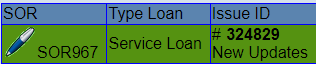 SOR Type Loan Issue ID
SOR967 Service Loan # 324829
New Updates